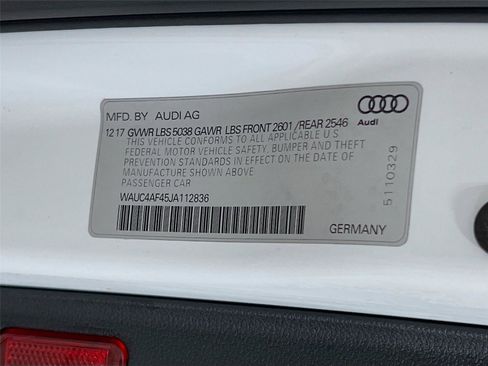 MFD. BY AUDI AG
12 17 GVWR LBS 5038 GAWR LBS FRONT 2601 /REAR 2546
THIS VEHICLE CONFORMS TO ALL APPLICABLE U.S
FEDERAL MOTOR VEHICLE SAFETY, BUMPER AND THEFT
PREVENTION STANDARDS IN EFFECT ON THE DATE OF
MANUFACTURE SHOWN ABOVE.
PASSENGER CAR
WAUC4AF45JA112836
GERMANY
Audi
5110329